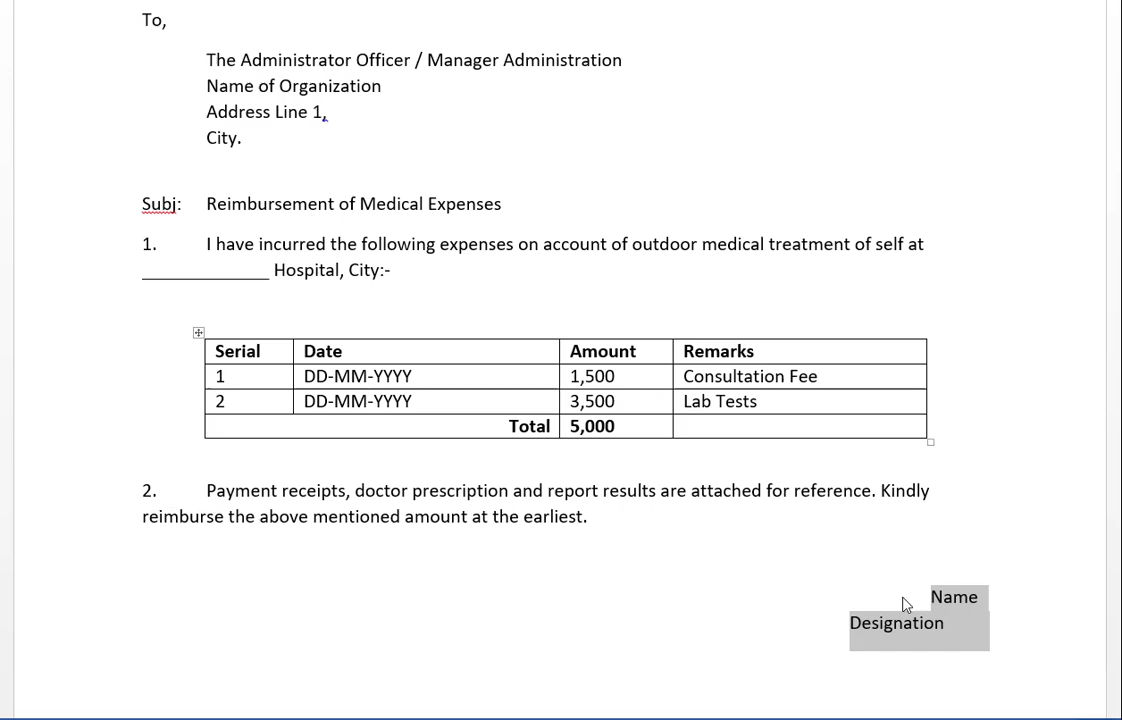 To,
The Administrator Officer / Manager Administration
Name of Organization
Address Line 1,
City.
Subj: Reimbursement of Medical Expenses
1. I have incurred the following expenses on account of outdoor medical treatment of self at
______________ Hospital, City:-
Serial Date Amount Remarks
1 DD-MM-YYYY 1,500 Consultation Fee
2 DD-MM-YYYY 3,500 Lab Tests
Total 5,000
2. Payment receipts, doctor prescription and report results are attached for reference. Kindly
reimburse the above mentioned amount at the earliest.
Name
Designation